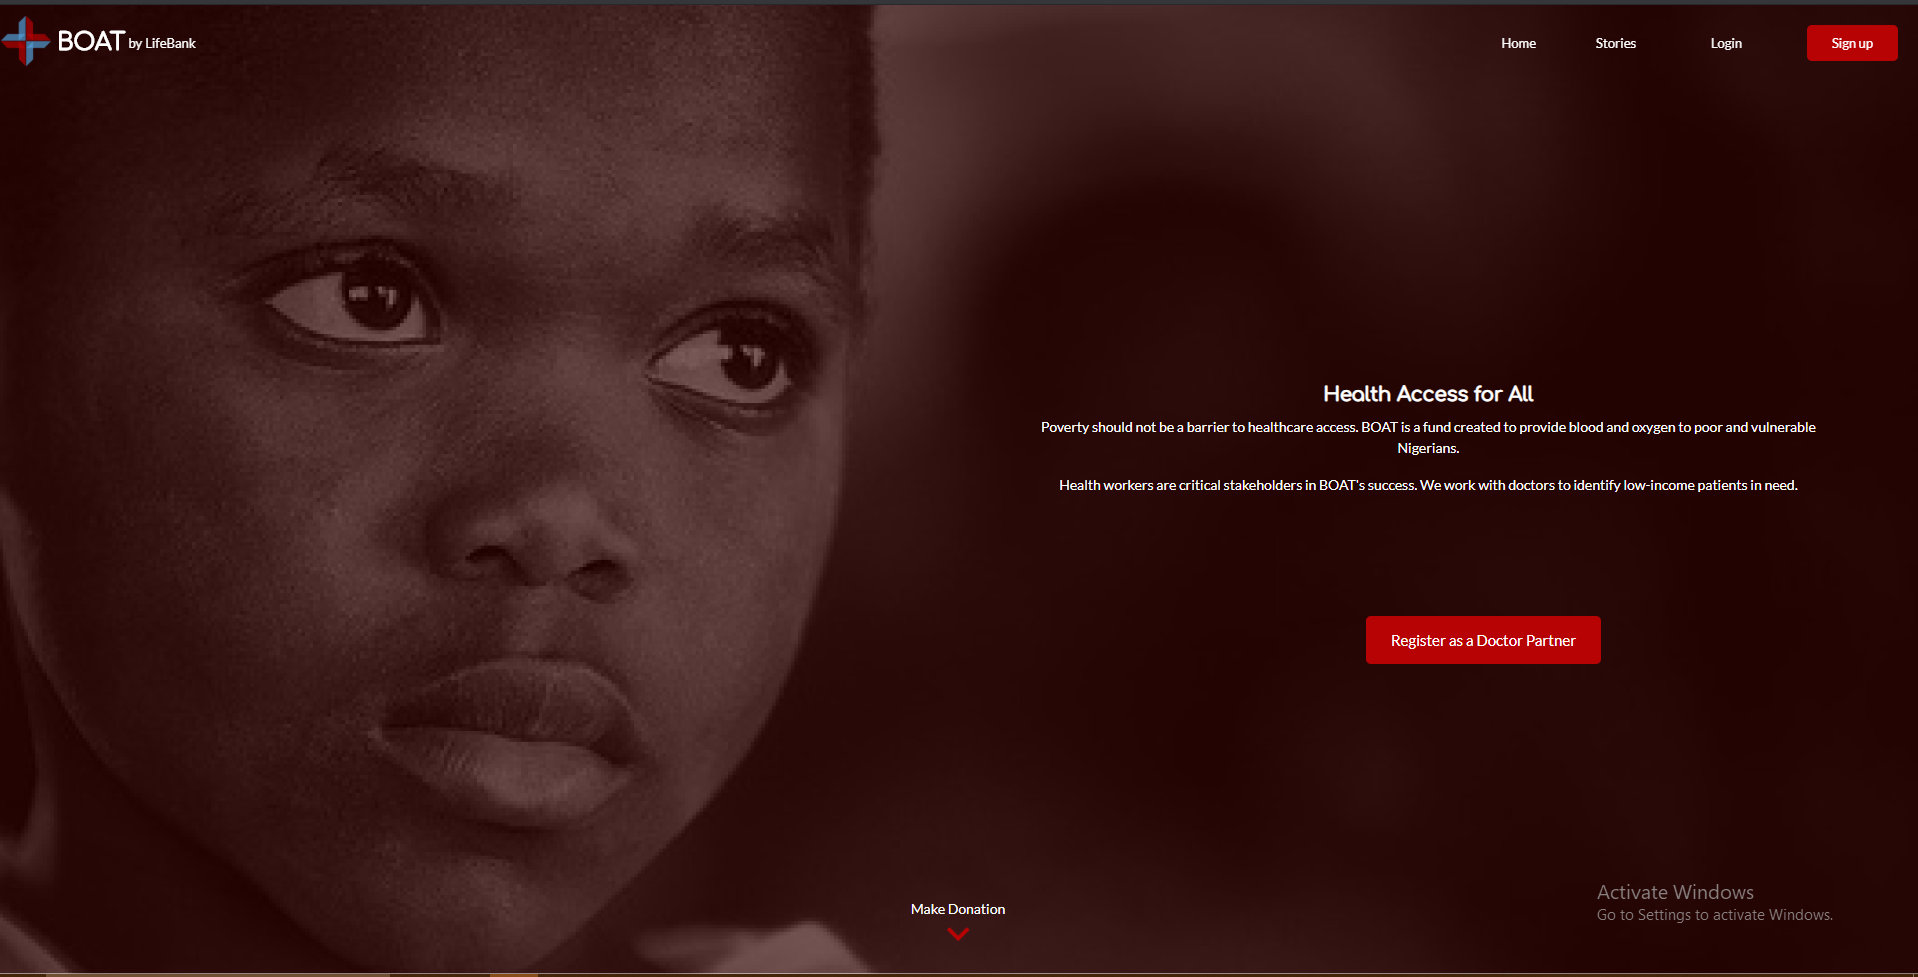 BOAT by LifeBank
Home
Stories
Login
Sign up
Health Access for All
Poverty should not be a barrier to healthcare access. BOAT is a fund created to provide blood and oxygen to poor and vulnerable
Nigerians.
Health workers are critical stakeholders in BOAT's success. We work with doctors to identify low-income patients in need.
Register as a Doctor Partner
Make Donation
Activate Windows
Go to Settings to activate Windows.